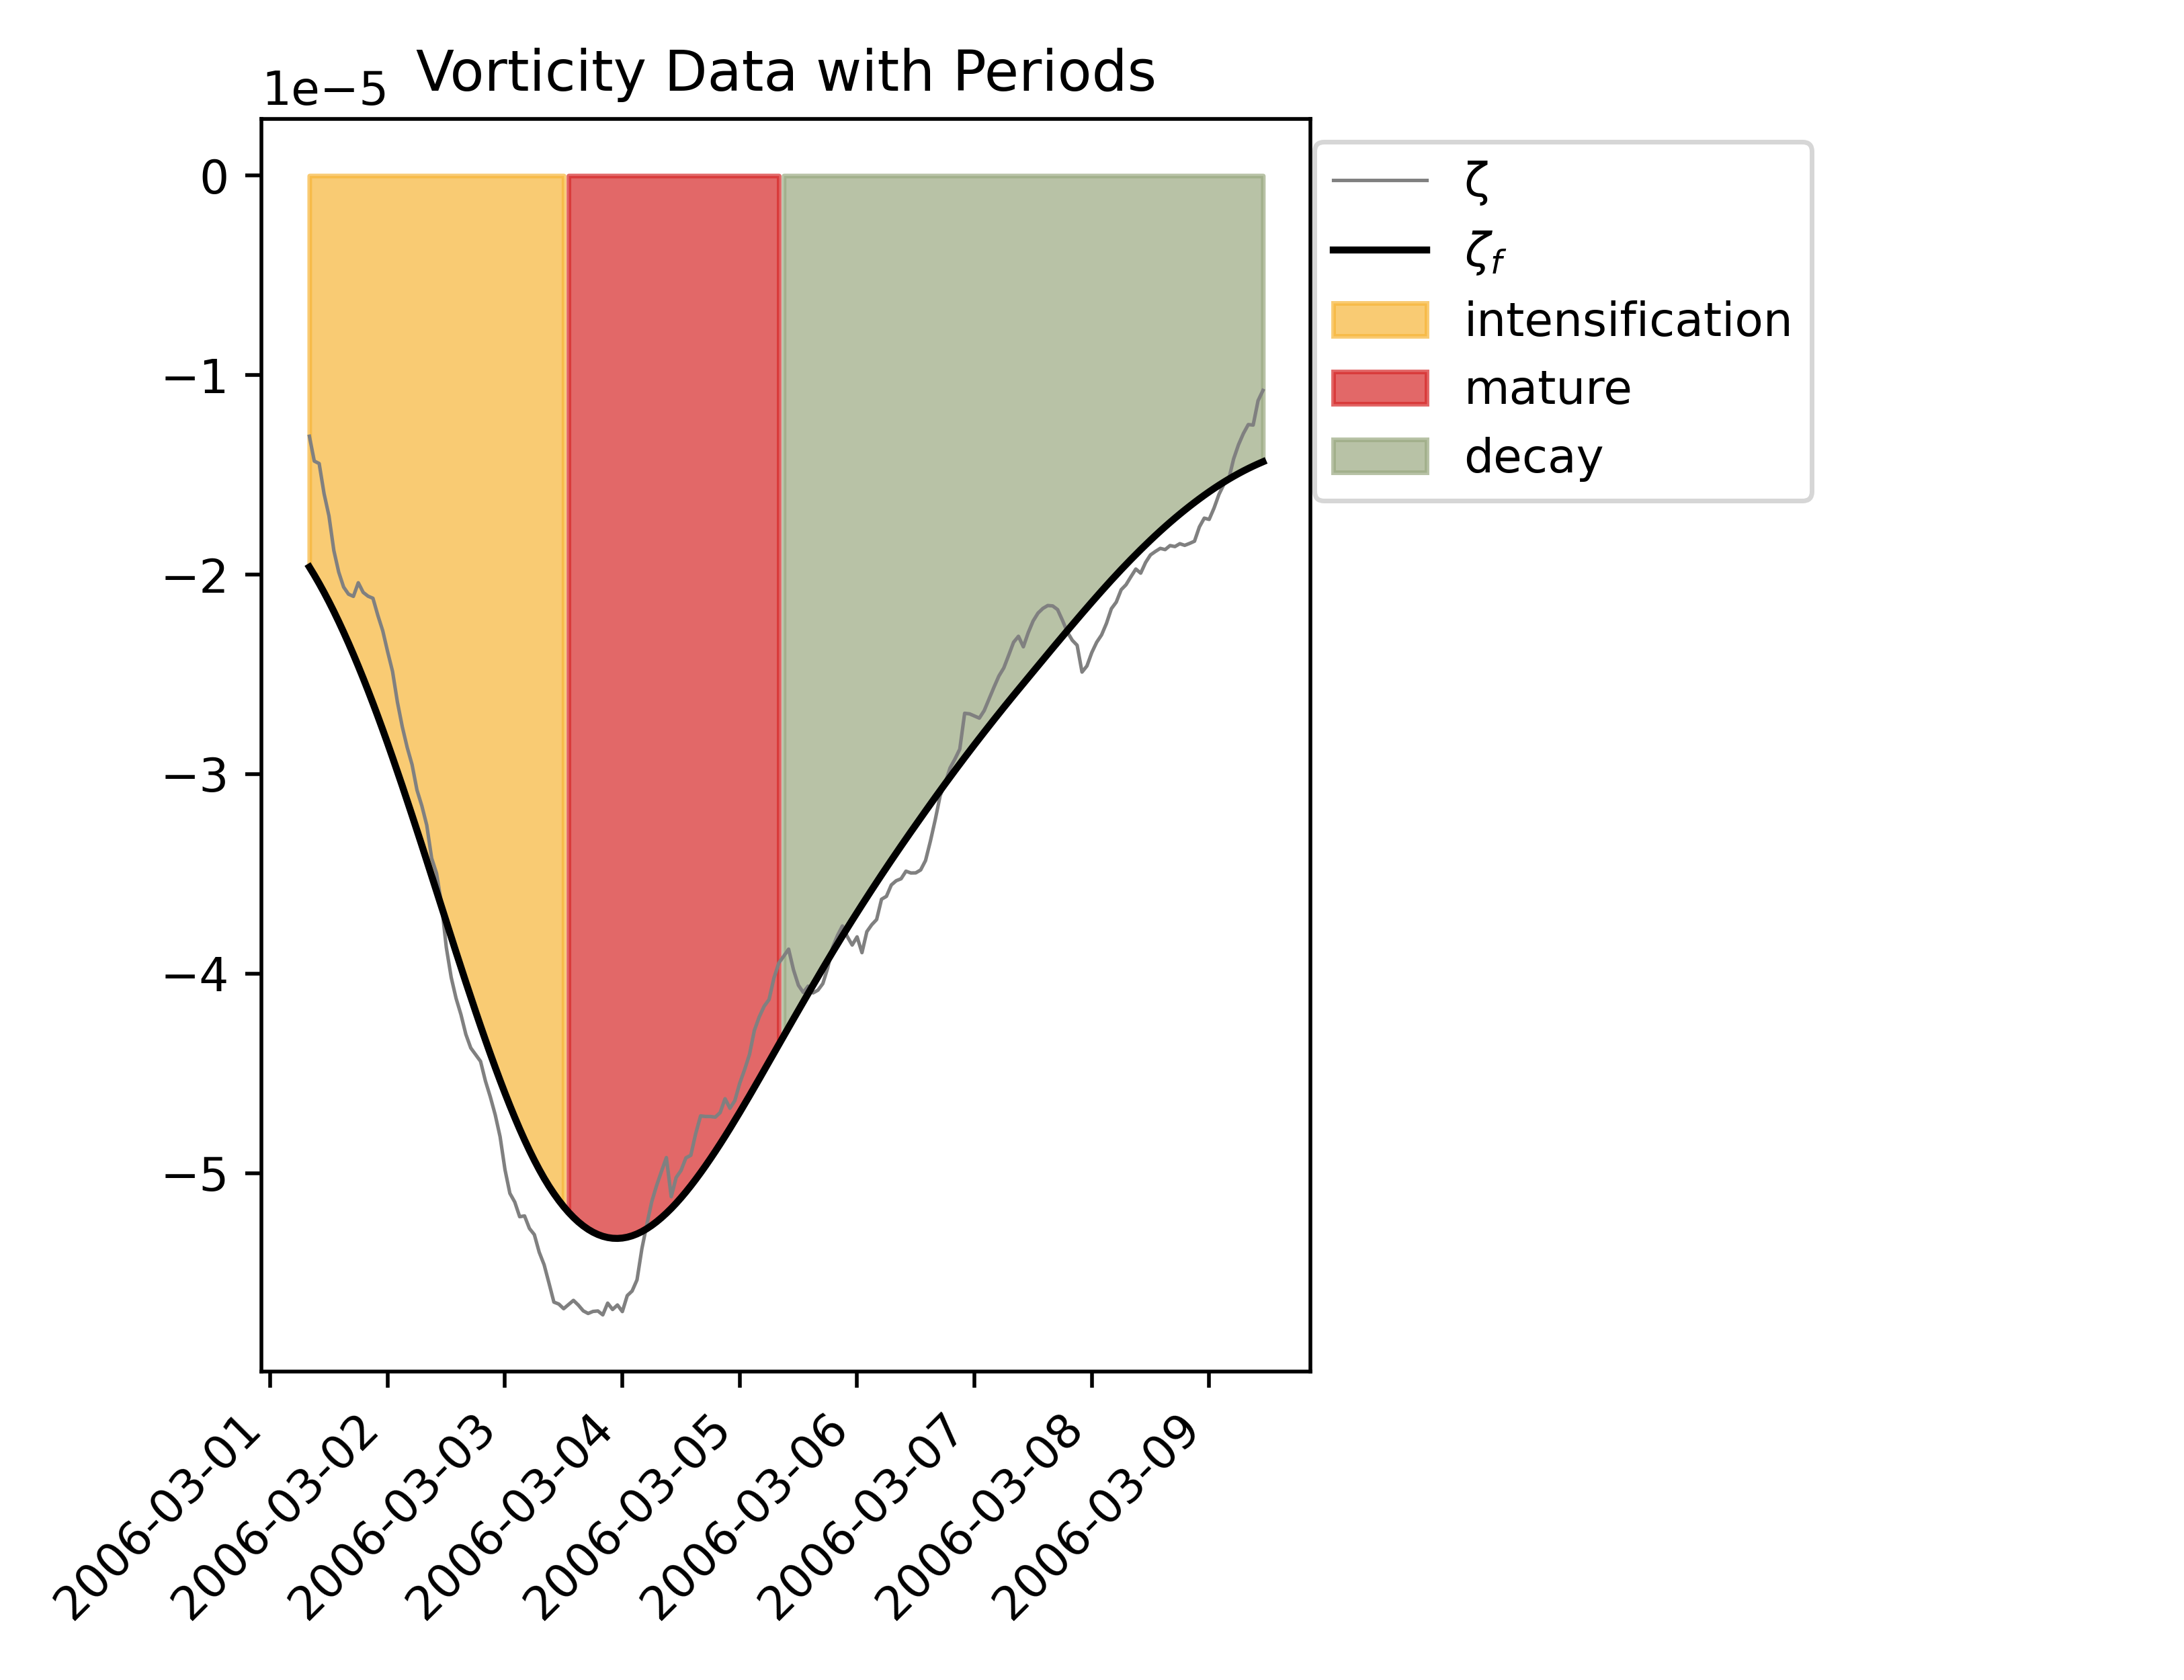 Vorticity Data with Periods
1e−5
0
−1
−2
−3
−4
−5
2006-03-01
2006-03-02
2006-03-03
2006-03-04
2006-03-05
2006-03-06
2006-03-07
2006-03-08
2006-03-09
ζ
ζf
intensification
mature
decay